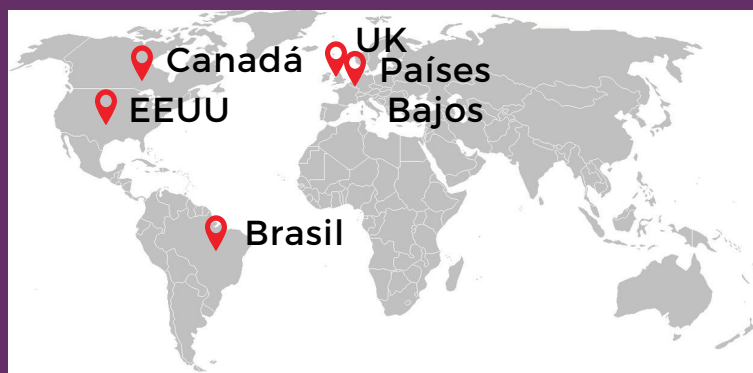 UK
Canadá
Países
Bajos
EEUU
Brasil